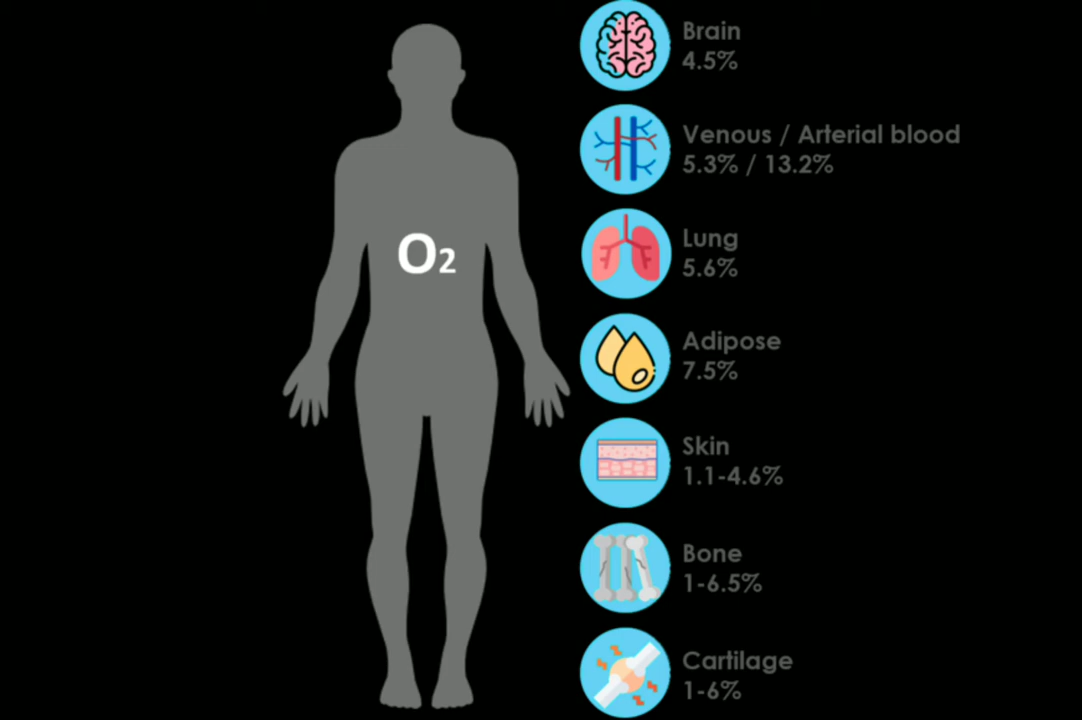 O2
Brain
4.5%
Venous / Arterial blood
5.3% / 13.2%
Lung
5.6%
Adipose
7.5%
Skin
1.1-4.6%
Bone
1-6.5%
Cartilage
1-6%